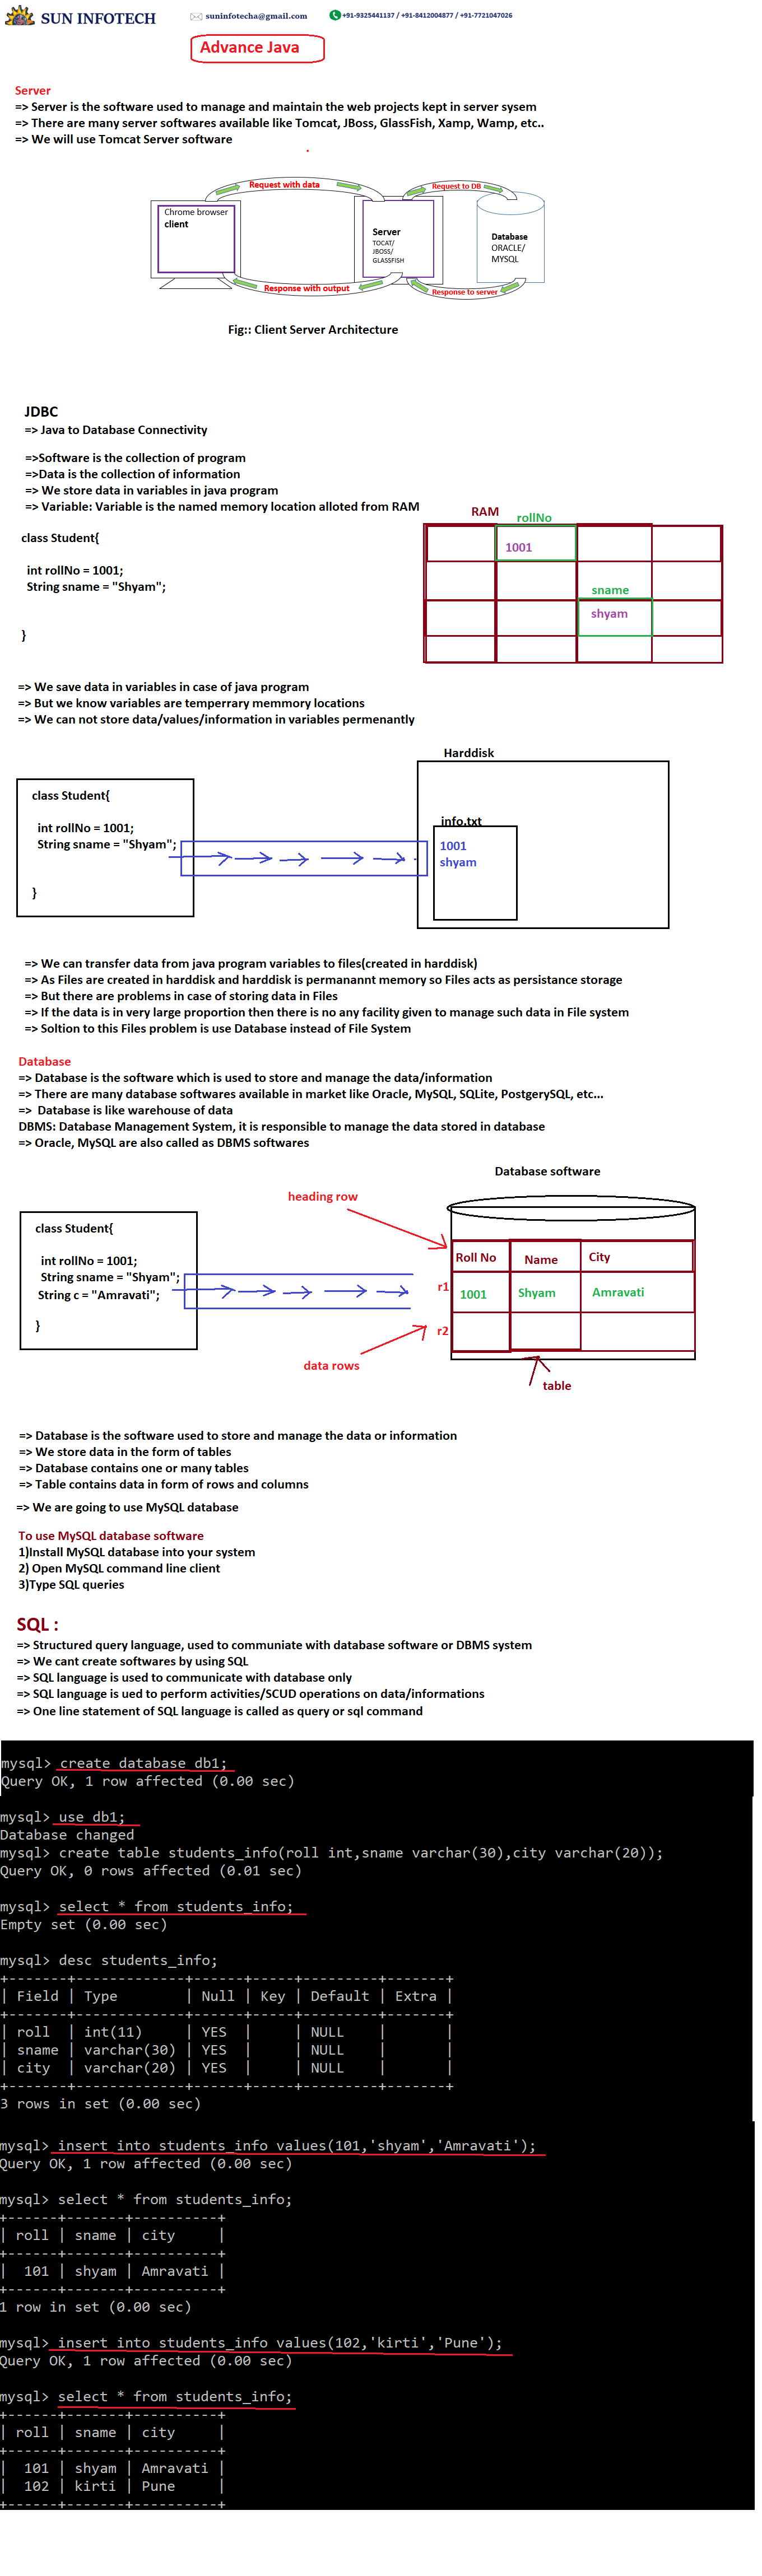 SUN INFOTECH
suninfotecha@gmail.com
+91-9325441137 / +91-8412004877 / +91-7721047026
Advance Java
Server
=> Server is the software used to manage and maintain the web projects kept in server sysem
=> There are many server softwares available like Tomcat, JBoss, GlassFish, Xamp, Wamp, etc..
=> We will use Tomcat Server software
Request with data
Request to DB
Chrome browser
client
Server
TOCAT/
JBOSS/
GLASSFISH
Database
ORACLE/
MYSQL
Response with output
Response to server
Fig:: Client Server Architecture
JDBC
=> Java to Database Connectivity
=>Software is the collection of program
=>Data is the collection of information
=> We store data in variables in java program
=> Variable: Variable is the named memory location alloted from RAM
RAM
rollNo
class Student{
1001
int rollNo = 1001;
String sname = "Shyam";
sname
shyam
}
=> We save data in variables in case of java program
=> But we know variables are temperrary memmory locations
=> We can not store data/values/information in variables permenantly
Harddisk
class Student{
int rollNo = 1001;
String sname = "Shyam";
}
info.txt
1001
shyam
=> We can transfer data from java program variables to files(created in harddisk)
=> As Files are created in harddisk and harddisk is permanannt memory so Files acts as persistance storage
=> But there are problems in case of storing data in Files
=> If the data is in very large proportion then there is no any facility given to manage such data in File system
=> Soltion to this Files problem is use Database instead of File System
Database
=> Database is the software which is used to store and manage the data/information
=> There are many database softwares available in market like Oracle, MySQL, SQLite, PostgerySQL, etc...
=> Database is like warehouse of data
DBMS: Database Management System, it is responsible to manage the data stored in database
=> Oracle, MySQL are also called as DBMS softwares
Database software
heading row
class Student{
int rollNo = 1001;
String sname = "Shyam";
String c = "Amravati";
}
Roll No Name City
r1 1001 Shyam Amravati
r2
data rows
table
=> Database is the software used to store and manage the data or information
=> We store data in the form of tables
=> Database contains one or many tables
=> Table contains data in form of rows and columns
=> We are going to use MySQL database
To use MySQL database software
1)Install MySQL database into your system
2) Open MySQL command line client
3)Type SQL queries
SQL :
=> Structured query language, used to communiate with database software or DBMS system
=> We cant create softwares by using SQL
=> SQL language is used to communicate with database only
=> SQL language is ued to perform activities/SCUD operations on data/informations
=> One line statement of SQL language is called as query or sql command
mysql> create database db1;
Query OK, 1 row affected (0.00 sec)
mysql> use db1;
Database changed
mysql> create table students_info(roll int,sname varchar(30),city varchar(20));
Query OK, 0 rows affected (0.01 sec)
mysql> select * from students_info;
Empty set (0.00 sec)
mysql> desc students_info;
+-------+-------------+------+-----+---------+-------+
| Field | Type        | Null | Key | Default | Extra |
+-------+-------------+------+-----+---------+-------+
| roll  | int(11)     | YES  |     | NULL    |       |
| sname | varchar(30) | YES  |     | NULL    |       |
| city  | varchar(20) | YES  |     | NULL    |       |
+-------+-------------+------+-----+---------+-------+
3 rows in set (0.00 sec)
mysql> insert into students_info values(101,'shyam','Amravati');
Query OK, 1 row affected (0.00 sec)
mysql> select * from students_info;
+------+-------+----------+
| roll | sname | city     |
+------+-------+----------+
|  101 | shyam | Amravati |
+------+-------+----------+
1 row in set (0.00 sec)
mysql> insert into students_info values(102,'kirti','Pune');
Query OK, 1 row affected (0.00 sec)
mysql> select * from students_info;
+------+-------+----------+
| roll | sname | city     |
+------+-------+----------+
|  101 | shyam | Amravati |
|  102 | kirti | Pune     |
+------+-------+----------+